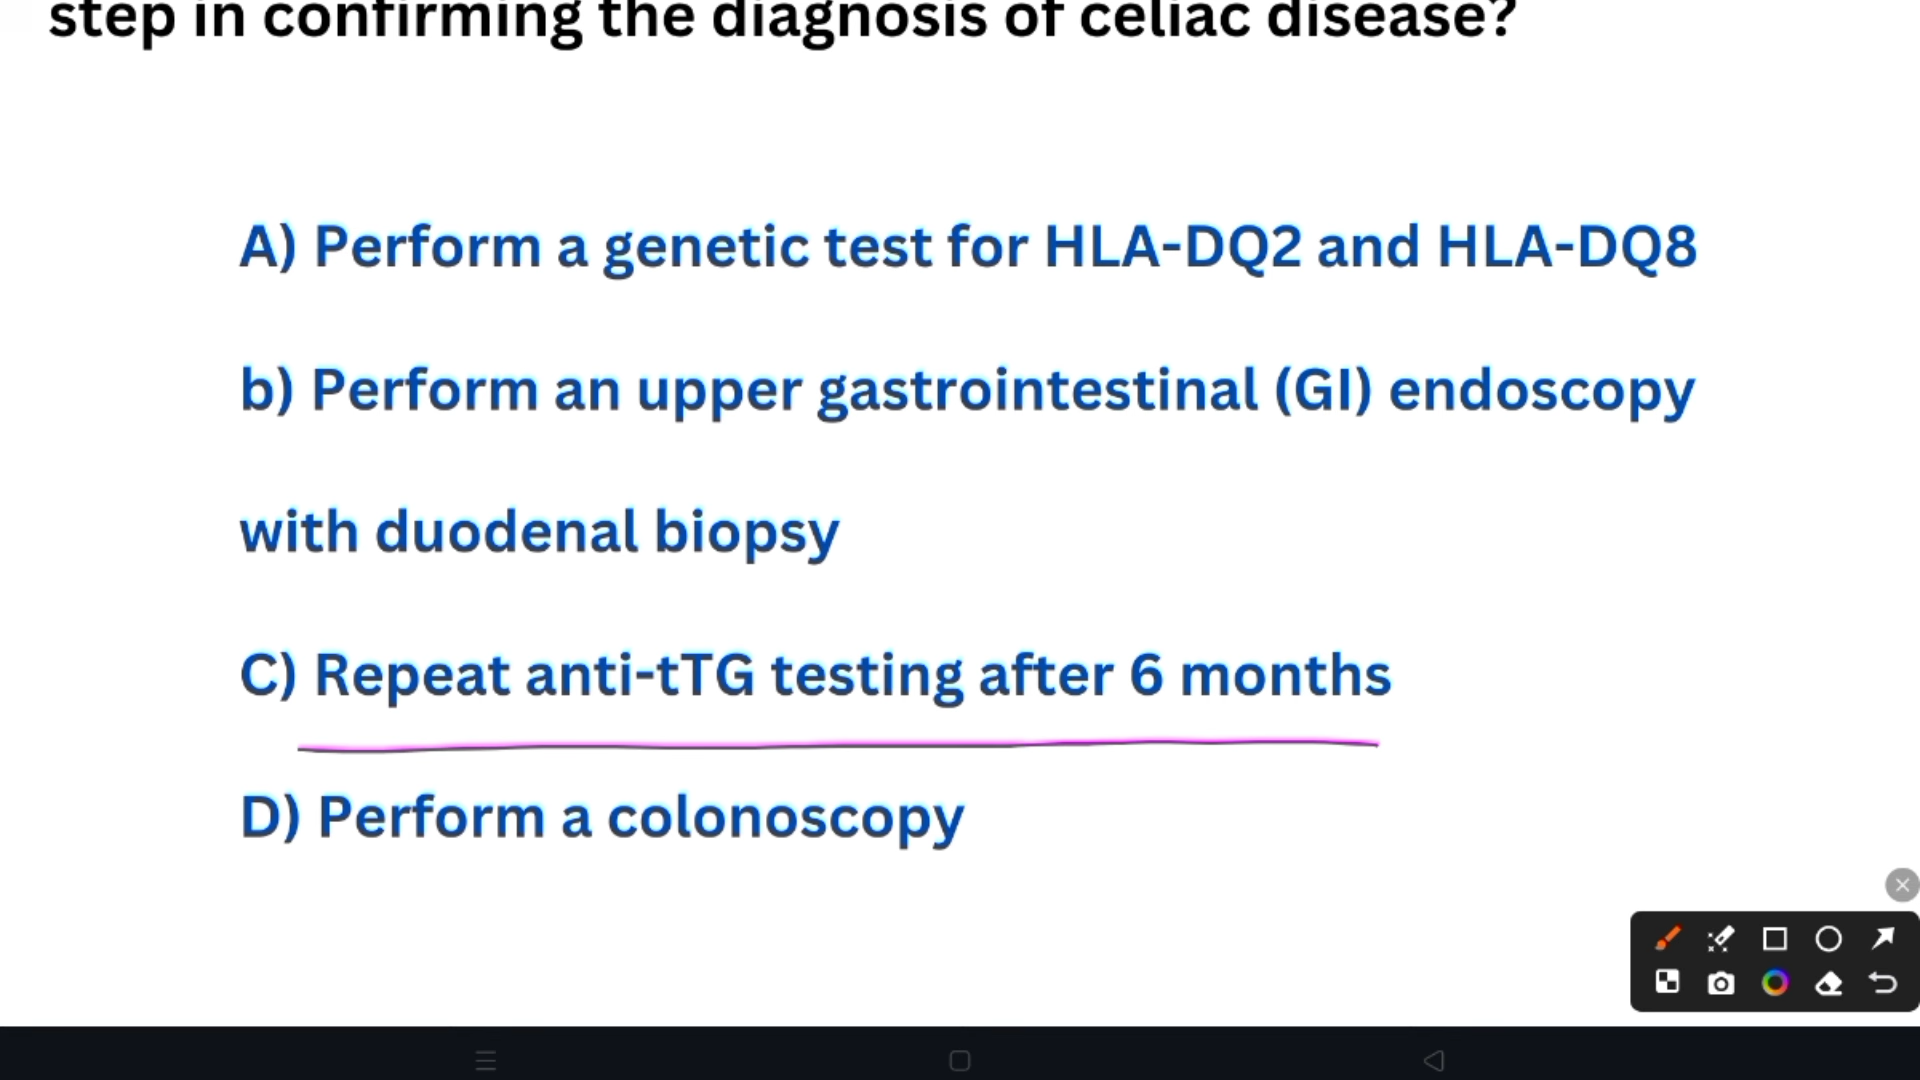 step in confirming the diagnosis of celiac disease?
A) Perform a genetic test for HLA-DQ2 and HLA-DQ8
b) Perform an upper gastrointestinal (GI) endoscopy
with duodenal biopsy
C) Repeat anti-tTG testing after 6 months
D) Perform a colonoscopy